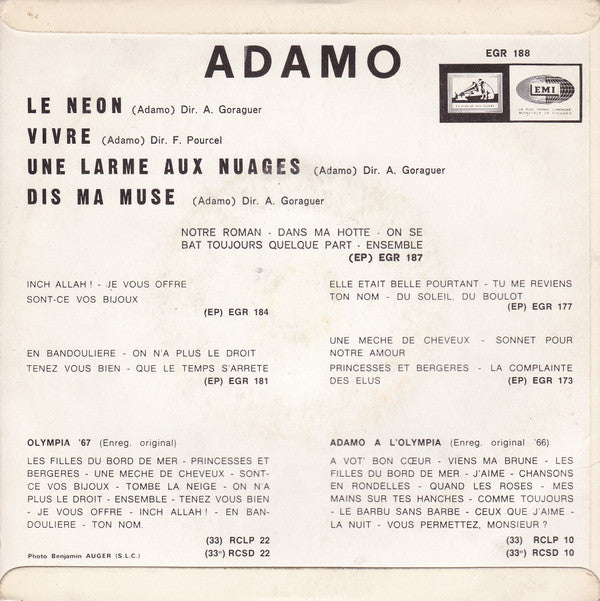 ADAMO
EGR 188
EMI
LE NEON (Adamo) Dir. A. Goraguer
VIVRE (Adamo) Dir. F. Pourcel
UNE LARME AUX NUAGES (Adamo) Dir. A. Goraguer
DIS MA MUSE (Adamo) Dir. A. Goraguer
NOTRE ROMAN - DANS MA HOTTE - ON SE
BAT TOUJOURS QUELQUE PART - ENSEMBLE
(EP) EGR 187
INCH ALLAH ! - JE VOUS OFFRE
SONT-CE VOS BIJOUX
(EP) EGR 184
ELLE ETAIT BELLE POURTANT - TU ME REVIENS
TON NOM - DU SOLEIL, DU BOULOT
(EP) EGR 177
EN BANDOULIERE - ON N'A PLUS LE DROIT
TENEZ VOUS BIEN - QUE LE TEMPS S'ARRETE
(EP) EGR 181
UNE MECHE DE CHEVEUX - SONNET POUR
NOTRE AMOUR
PRINCESSES ET BERGERES - LA COMPLAINTE
DES ELUS (EP) EGR 173
OLYMPIA '67 (Enreg. original)
LES FILLES DU BORD DE MER - PRINCESSES ET
BERGERES - UNE MECHE DE CHEVEUX - SONT-
CE VOS BIJOUX - TOMBE LA NEIGE - ON N'A
PLUS LE DROIT - ENSEMBLE - TENEZ VOUS BIEN
- JE VOUS OFFRE - INCH ALLAH ! - EN BAN-
DOULIERE - TON NOM.
(33) RCLP 22
(33°) RCSD 22
ADAMO A L'OLYMPIA (Enreg. original '66)
A VOT' BON CŒUR - VIENS MA BRUNE - LES
FILLES DU BORD DE MER - J'AIME - CHANSONS
EN RONDELLES - QUAND LES ROSES - MES
MAINS SUR TES HANCHES - COMME TOUJOURS
- LE BARBU SANS BARBE - CEUX QUE J'AIME -
LA NUIT - VOUS PERMETTEZ, MONSIEUR ?
(33) RCLP 10
(33°) RCSD 10
Photo Benjamin AUGER (S.L.C.)